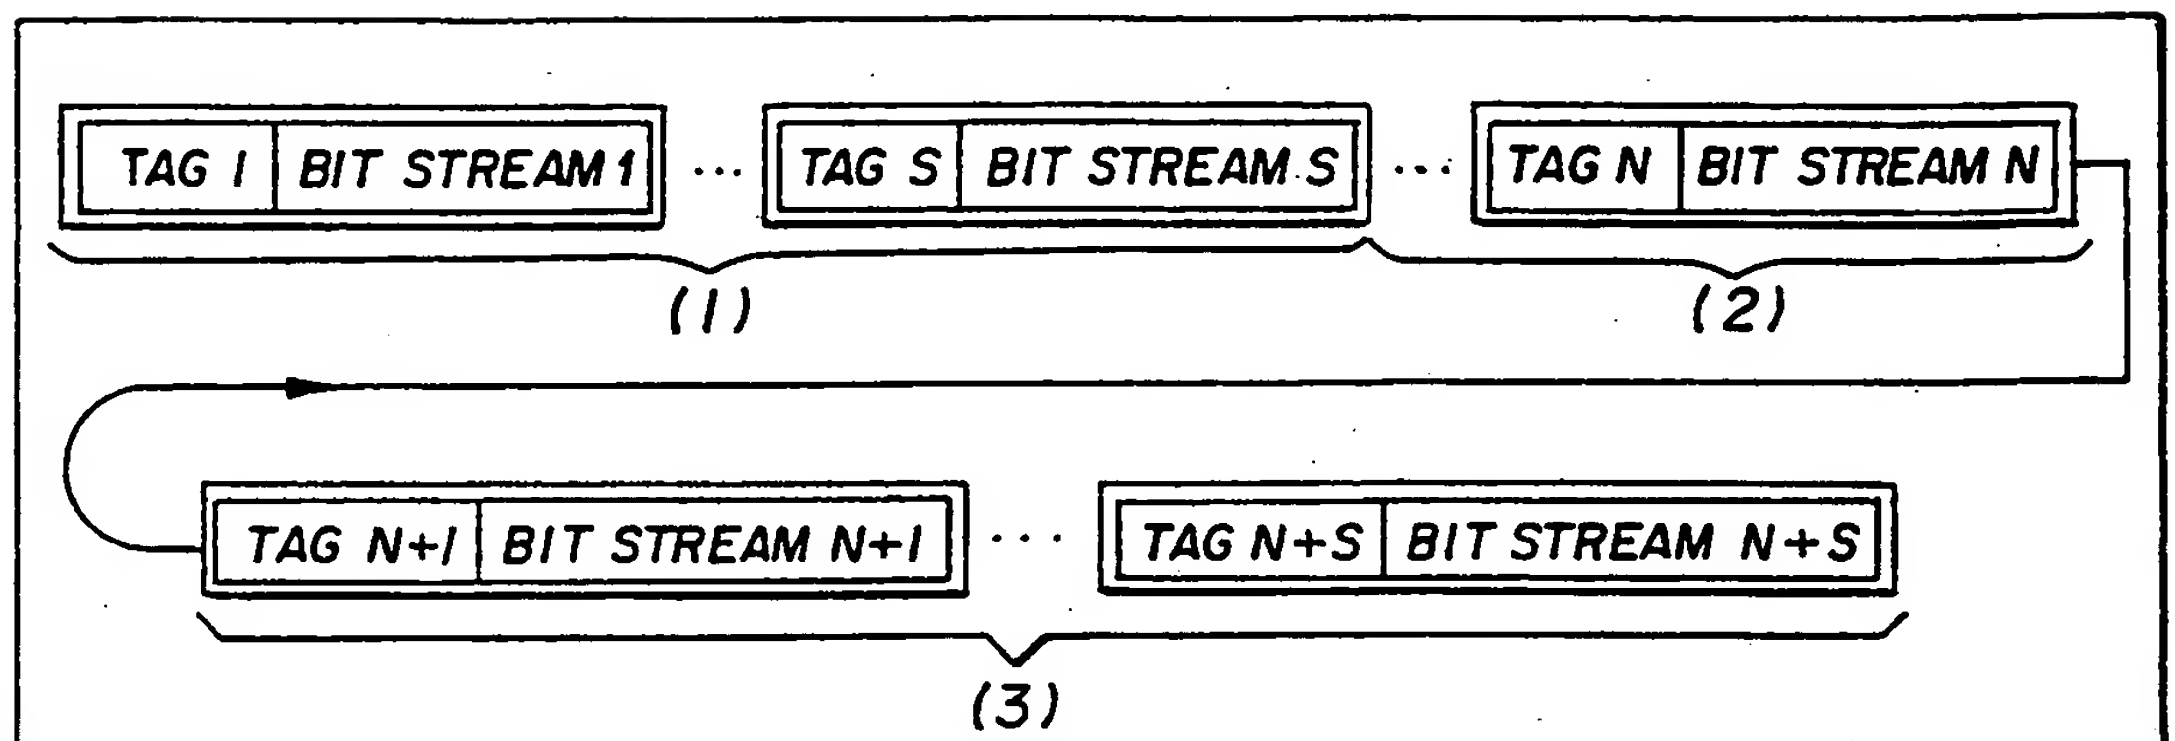 TAG 1 BIT STREAM 1 ... TAG S BIT STREAM S ... TAG N BIT STREAM N
(1) (2)
TAG N+1 BIT STREAM N+1 ... TAG N+S BIT STREAM N+S
(3)